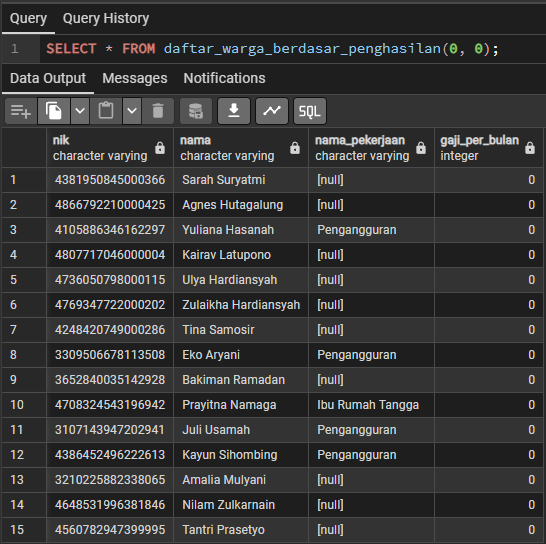 Query Query History
1 SELECT * FROM daftar_warga_berdasar_penghasilan(0, 0);
Data Output Messages Notifications
SQL
nik nama nama_pekerjaan gaji_per_bulan
character varying character varying character varying integer
1 4381950845000366 Sarah Suryatmi [null] 0
2 4866792210000425 Agnes Hutagalung [null] 0
3 4105886346162297 Yuliana Hasanah Pengangguran 0
4 4807717046000004 Kairav Latupono [null] 0
5 4736050798000115 Ulya Hardiansyah [null] 0
6 4769347722000202 Zulaikha Hardiansyah [null] 0
7 4248420749000286 Tina Samosir [null] 0
8 3309506678113508 Eko Aryani Pengangguran 0
9 3652840035142928 Bakiman Ramadan [null] 0
10 4708324543196942 Prayitna Namaga Ibu Rumah Tangga 0
11 3107143947202941 Juli Usamah Pengangguran 0
12 4386452496222613 Kayun Sihombing Pengangguran 0
13 3210225882338065 Amalia Mulyani [null] 0
14 4648531996381846 Nilam Zulkarnain [null] 0
15 4560782947399995 Tantri Prasetyo [null] 0